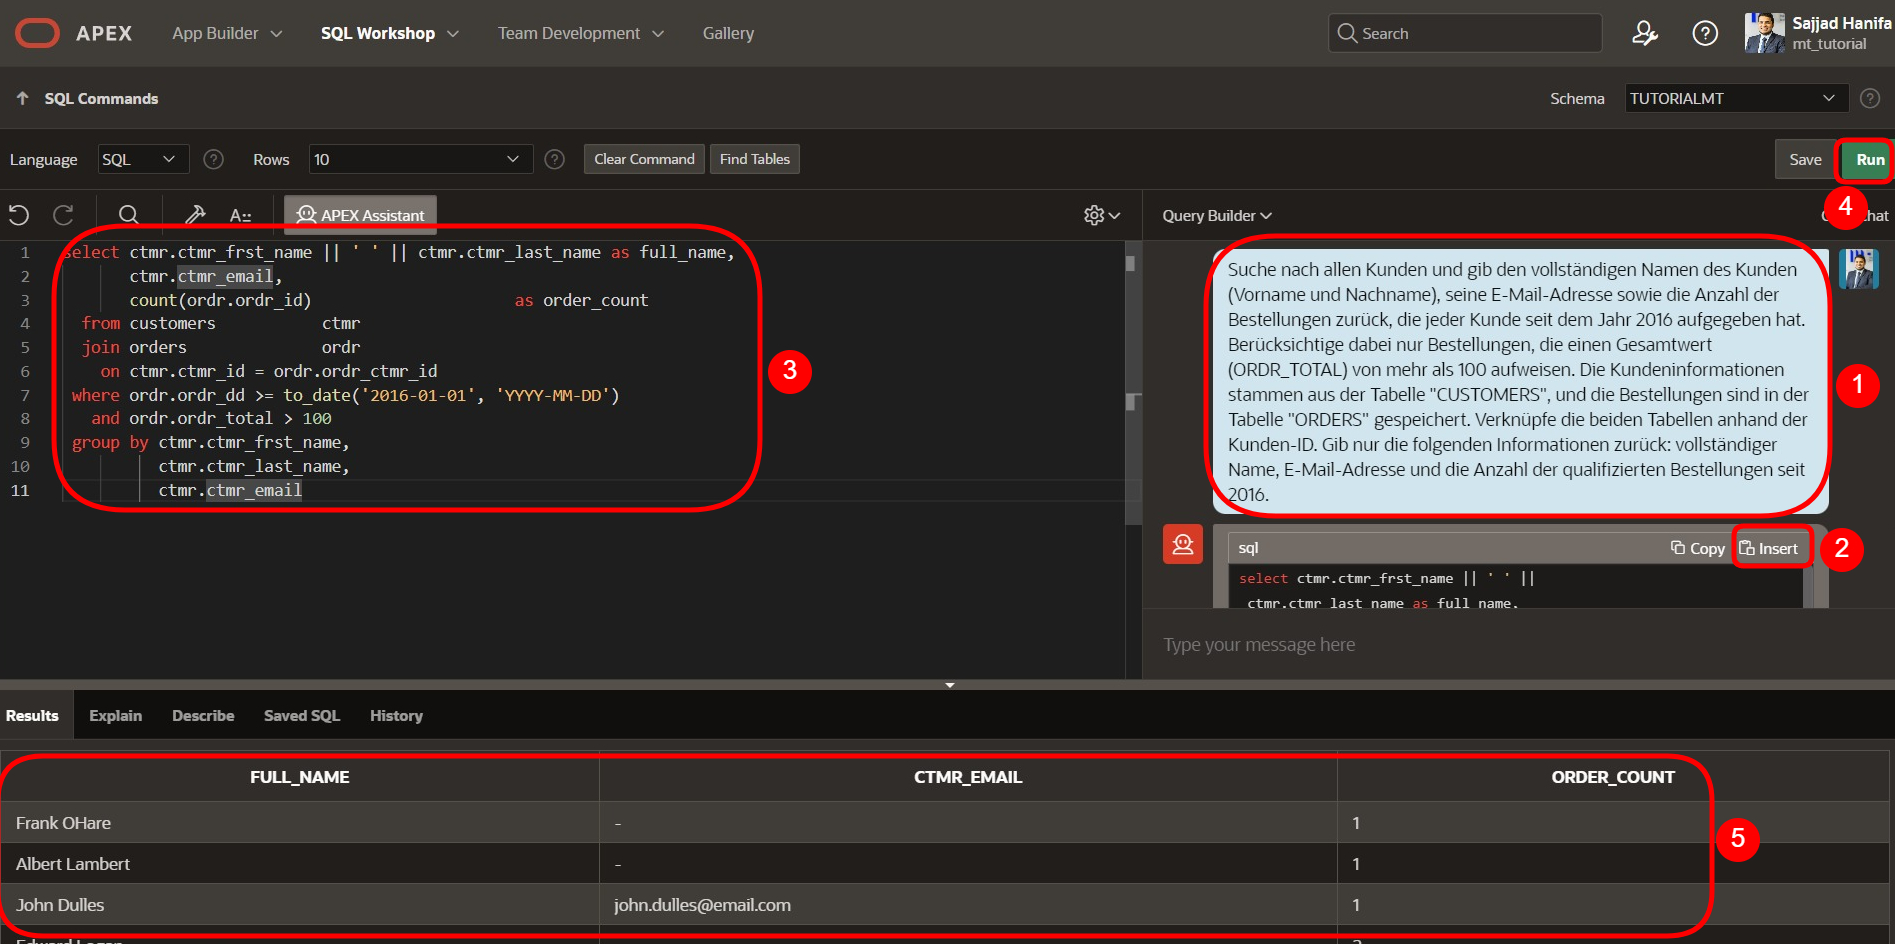 APEX App Builder SQL Workshop Team Development Gallery Search Sajjad Hanifa
mt_tutorial
SQL Commands Schema TUTORIALMT
Language SQL Rows 10 Clear Command Find Tables Save Run
4
APEX Assistant Query Builder
1 select ctmr.ctmr_frst_name || ' ' || ctmr.ctmr_last_name as full_name,
2 ctmr.ctmr_email,
3 count(ordr.ordr_id) as order_count
4 from customers ctmr
5 join orders ordr
6 on ctmr.ctmr_id = ordr.ordr_ctmr_id
7 where ordr.ordr_dd >= to_date('2016-01-01', 'YYYY-MM-DD')
8 and ordr.ordr_total > 100
9 group by ctmr.ctmr_frst_name,
10 ctmr.ctmr_last_name,
11 ctmr.ctmr_email
3
Suche nach allen Kunden und gib den vollständigen Namen des Kunden
(Vorname und Nachname), seine E-Mail-Adresse sowie die Anzahl der
Bestellungen zurück, die jeder Kunde seit dem Jahr 2016 aufgegeben hat.
Berücksichtige dabei nur Bestellungen, die einen Gesamtwert
(ORDR_TOTAL) von mehr als 100 aufweisen. Die Kundeninformationen
stammen aus der Tabelle "CUSTOMERS", und die Bestellungen sind in der
Tabelle "ORDERS" gespeichert. Verknüpfe die beiden Tabellen anhand der
Kunden-ID. Gib nur die folgenden Informationen zurück: vollständiger
Name, E-Mail-Adresse und die Anzahl der qualifizierten Bestellungen seit
2016.
1
sql Copy Insert
2
select ctmr.ctmr_frst_name || ' ' ||
ctmr.ctmr_last_name as full_name,
Type your message here
Results Explain Describe Saved SQL History
FULL_NAME CTMR_EMAIL ORDER_COUNT
Frank OHare - 1
Albert Lambert - 1
John Dulles john.dulles@email.com 1
5